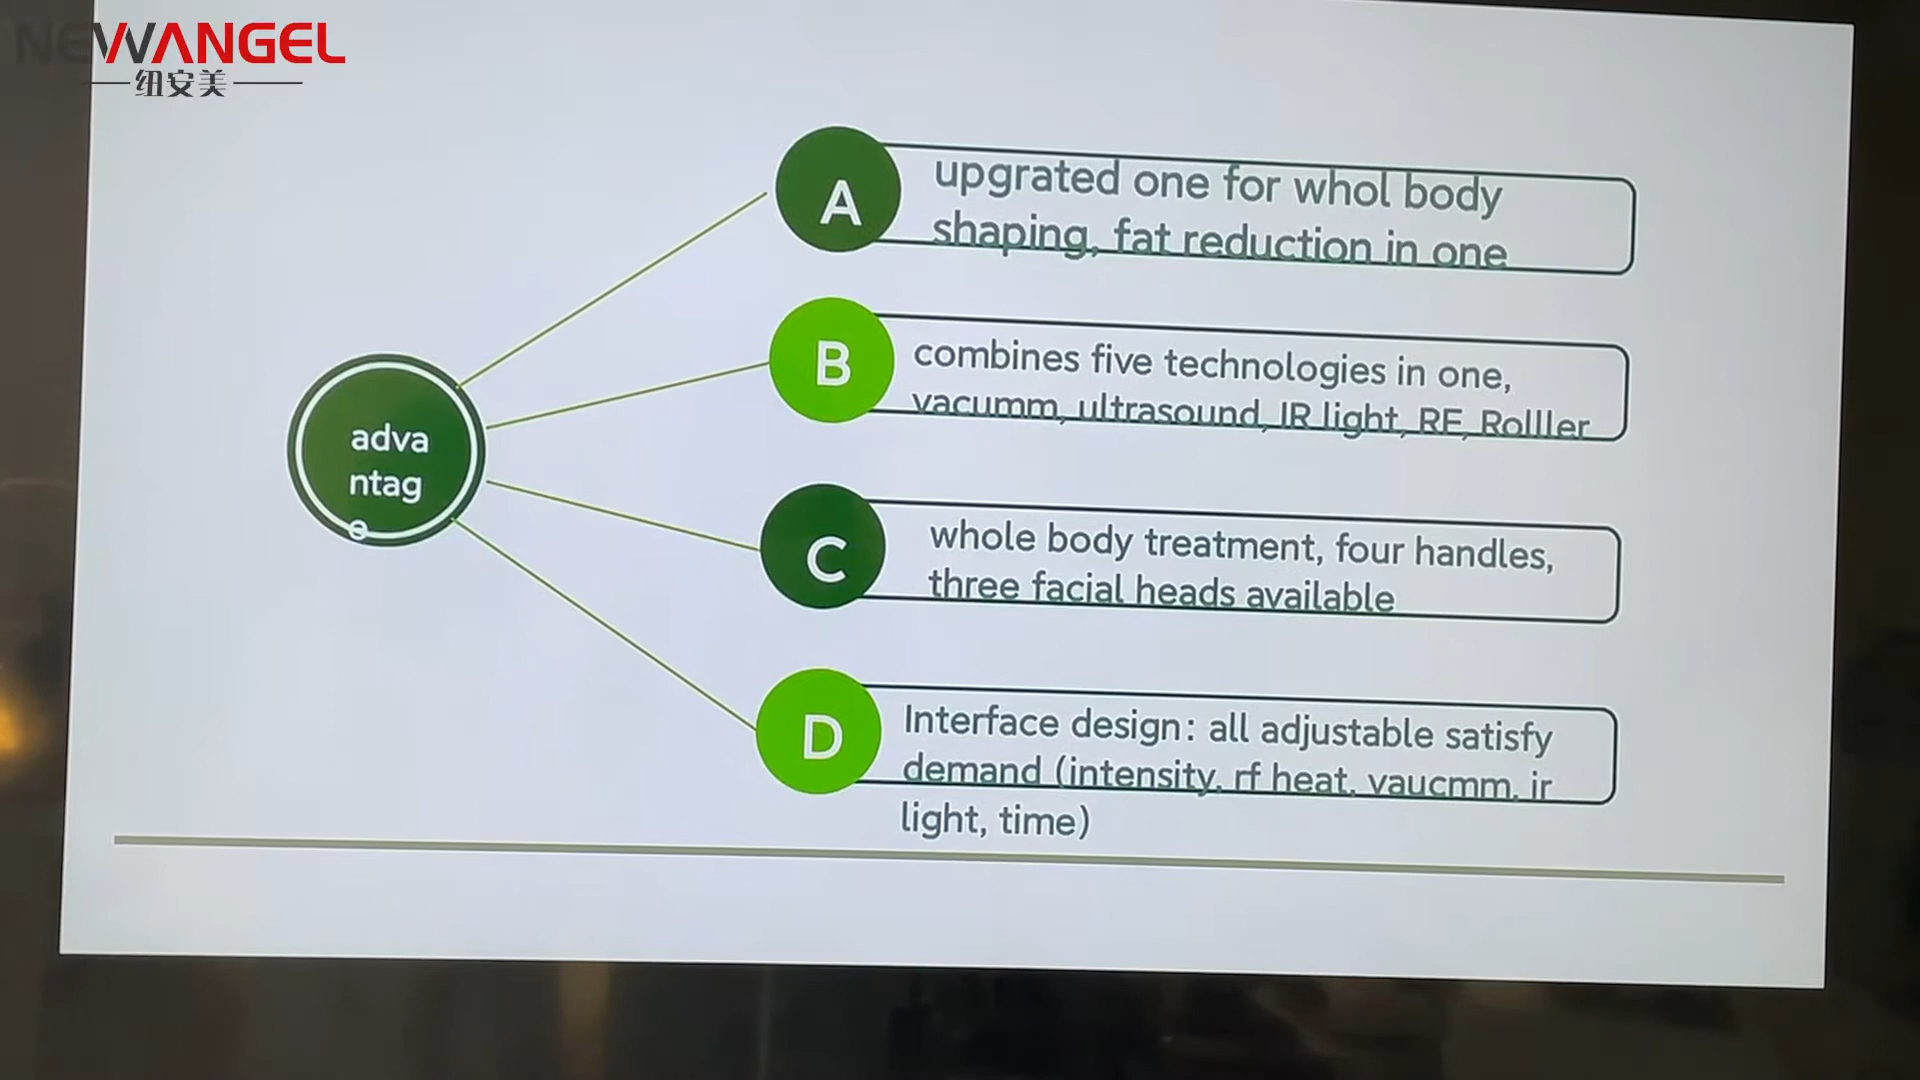 NEWANGEL
纽安美
adva
ntag
e
A
upgrated one for whol body
shaping, fat reduction in one
B
combines five technologies in one,
vacumm, ultrasound, IR light, RF, Rolller
C
whole body treatment, four handles,
three facial heads available
D
Interface design: all adjustable satisfy
demand (intensity, rf heat, vaucmm, ir
light, time)